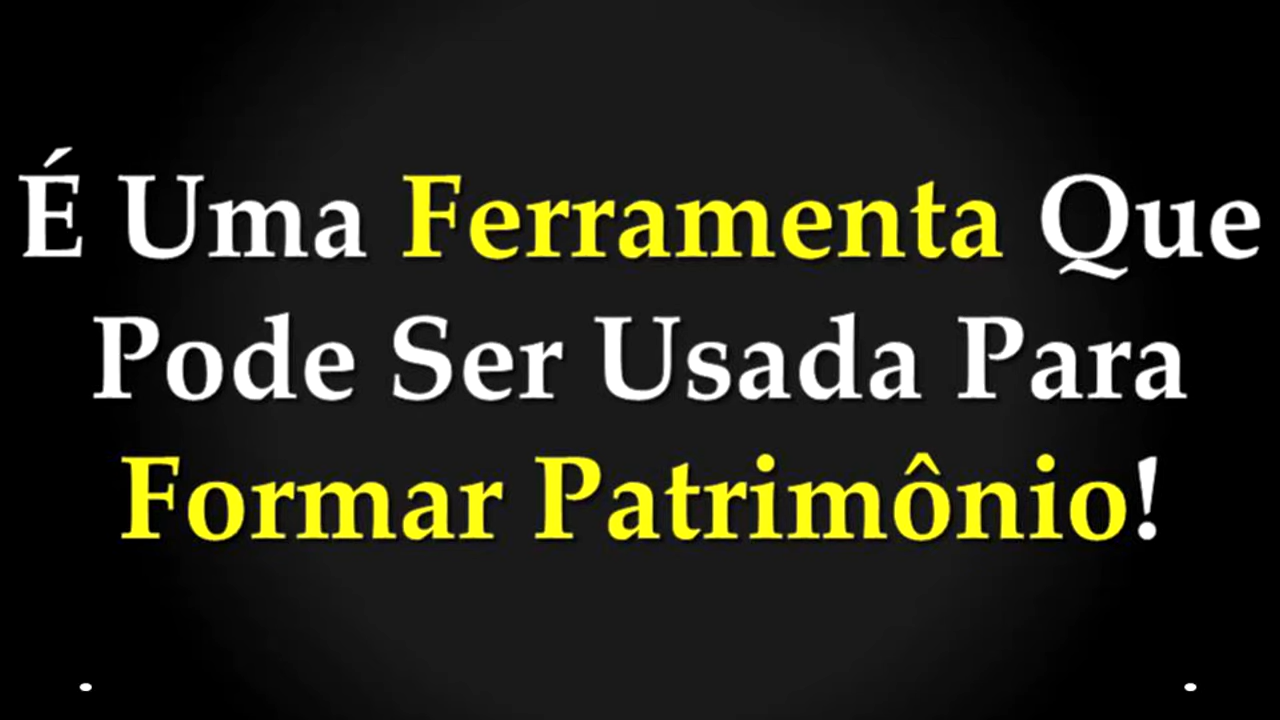 É Uma Ferramenta Que
Pode Ser Usada Para
Formar Patrimônio!